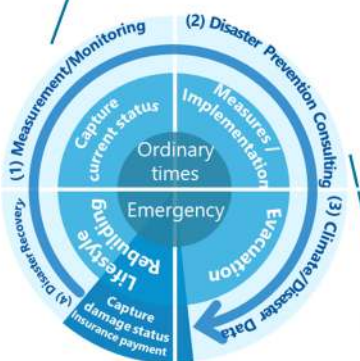 (1) Measurement/Monitoring
(2) Disaster Prevention Consulting
Capture
current status
Measures /
Implementation
Ordinary
times
Emergency
Lifestyle
Rebuilding
Evacuation
(3) Climate/Disaster Data
(4) Disaster Recovery
Capture
damage status
Insurance payment